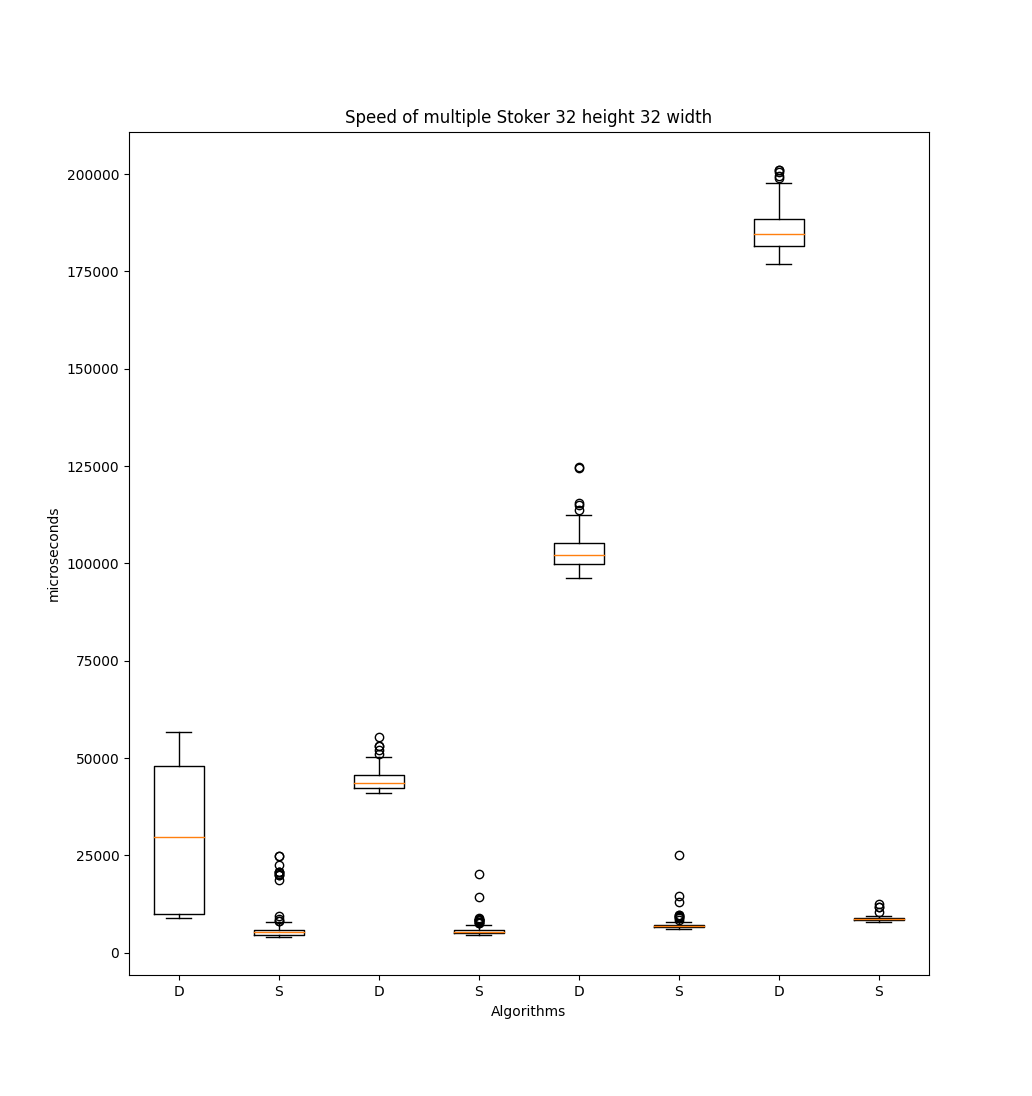 Speed of multiple Stoker 32 height 32 width
200000
175000
150000
125000
100000
75000
50000
25000
0
microseconds
D S D S D S D S
Algorithms